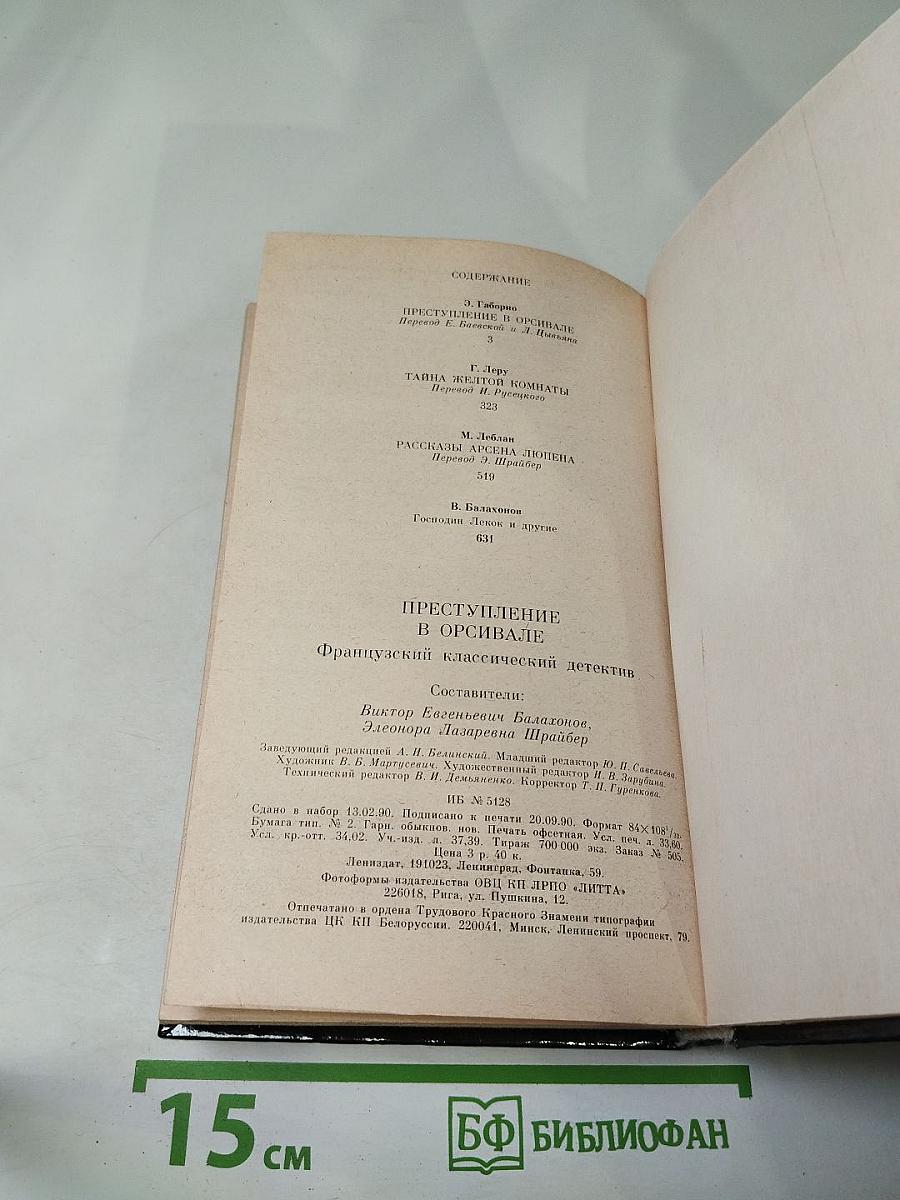 СОДЕРЖАНИЕ
Э. Габорио
ПРЕСТУПЛЕНИЕ В ОРСИВАЛЕ
Перевод Е. Баевской и Л. Цывьяна
3
Г. Леру
ТАЙНА ЖЕЛТОЙ КОМНАТЫ
Перевод И. Русецкого
323
М. Леблан
РАССКАЗЫ АРСЕНА ЛЮПЕНА
Перевод Э. Шрайбер
519
В. Балахонов
Господин Лекок и другие
631
ПРЕСТУПЛЕНИЕ
В ОРСИВАЛЕ
Французский классический детектив
Составители:
Виктор Евгеньевич Балахонов,
Элеонора Лазаревна Шрайбер
Заведующий редакцией А. И. Белинский. Младший редактор Ю. П. Савельева.
Художник В. Б. Мартусевич. Художественный редактор И. В. Зарубина.
Технический редактор В. И. Демьяненко. Корректор Т. П. Гуренкова.
ИБ № 5128
Сдано в набор 13.02.90. Подписано к печати 20.09.90. Формат 84×108¹/₃₂.
Бумага тип. № 2. Гарн. обыкнов. нов. Печать офсетная. Усл. печ. л. 33,60.
Усл. кр.-отт. 34,02. Уч.-изд. л. 37,39. Тираж 700 000 экз. Заказ № 505.
Цена 3 р. 40 к.
Лениздат, 191023, Ленинград, Фонтанка, 59.
Фотоформы издательства ОВЦ КП ЛРПО «ЛИТТА»
226018, Рига, ул. Пушкина, 12.
Отпечатано в ордена Трудового Красного Знамени типографии
издательства ЦК КП Белоруссии. 220041, Минск, Ленинский проспект, 79.
15 см
БФ БИБЛИОФАН